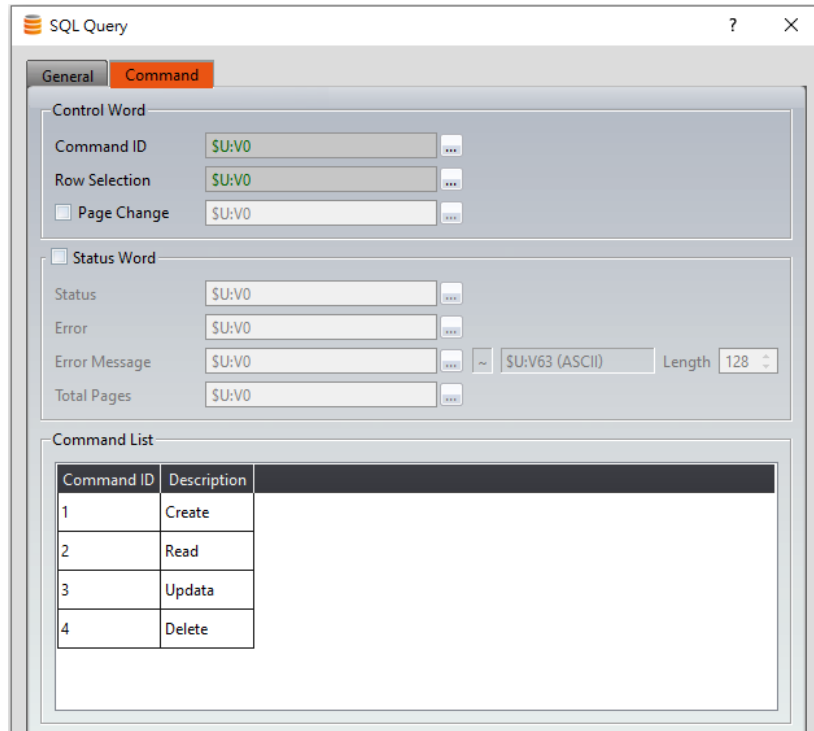 SQL Query ? ×
General Command
Control Word
Command ID $U:V0 ...
Row Selection $U:V0 ...
Page Change $U:V0 ...
Status Word
Status $U:V0 ...
Error $U:V0 ...
Error Message $U:V0 ... ~ $U:V63 (ASCII) Length 128
Total Pages $U:V0 ...
Command List
Command ID Description
1 Create
2 Read
3 Updata
4 Delete